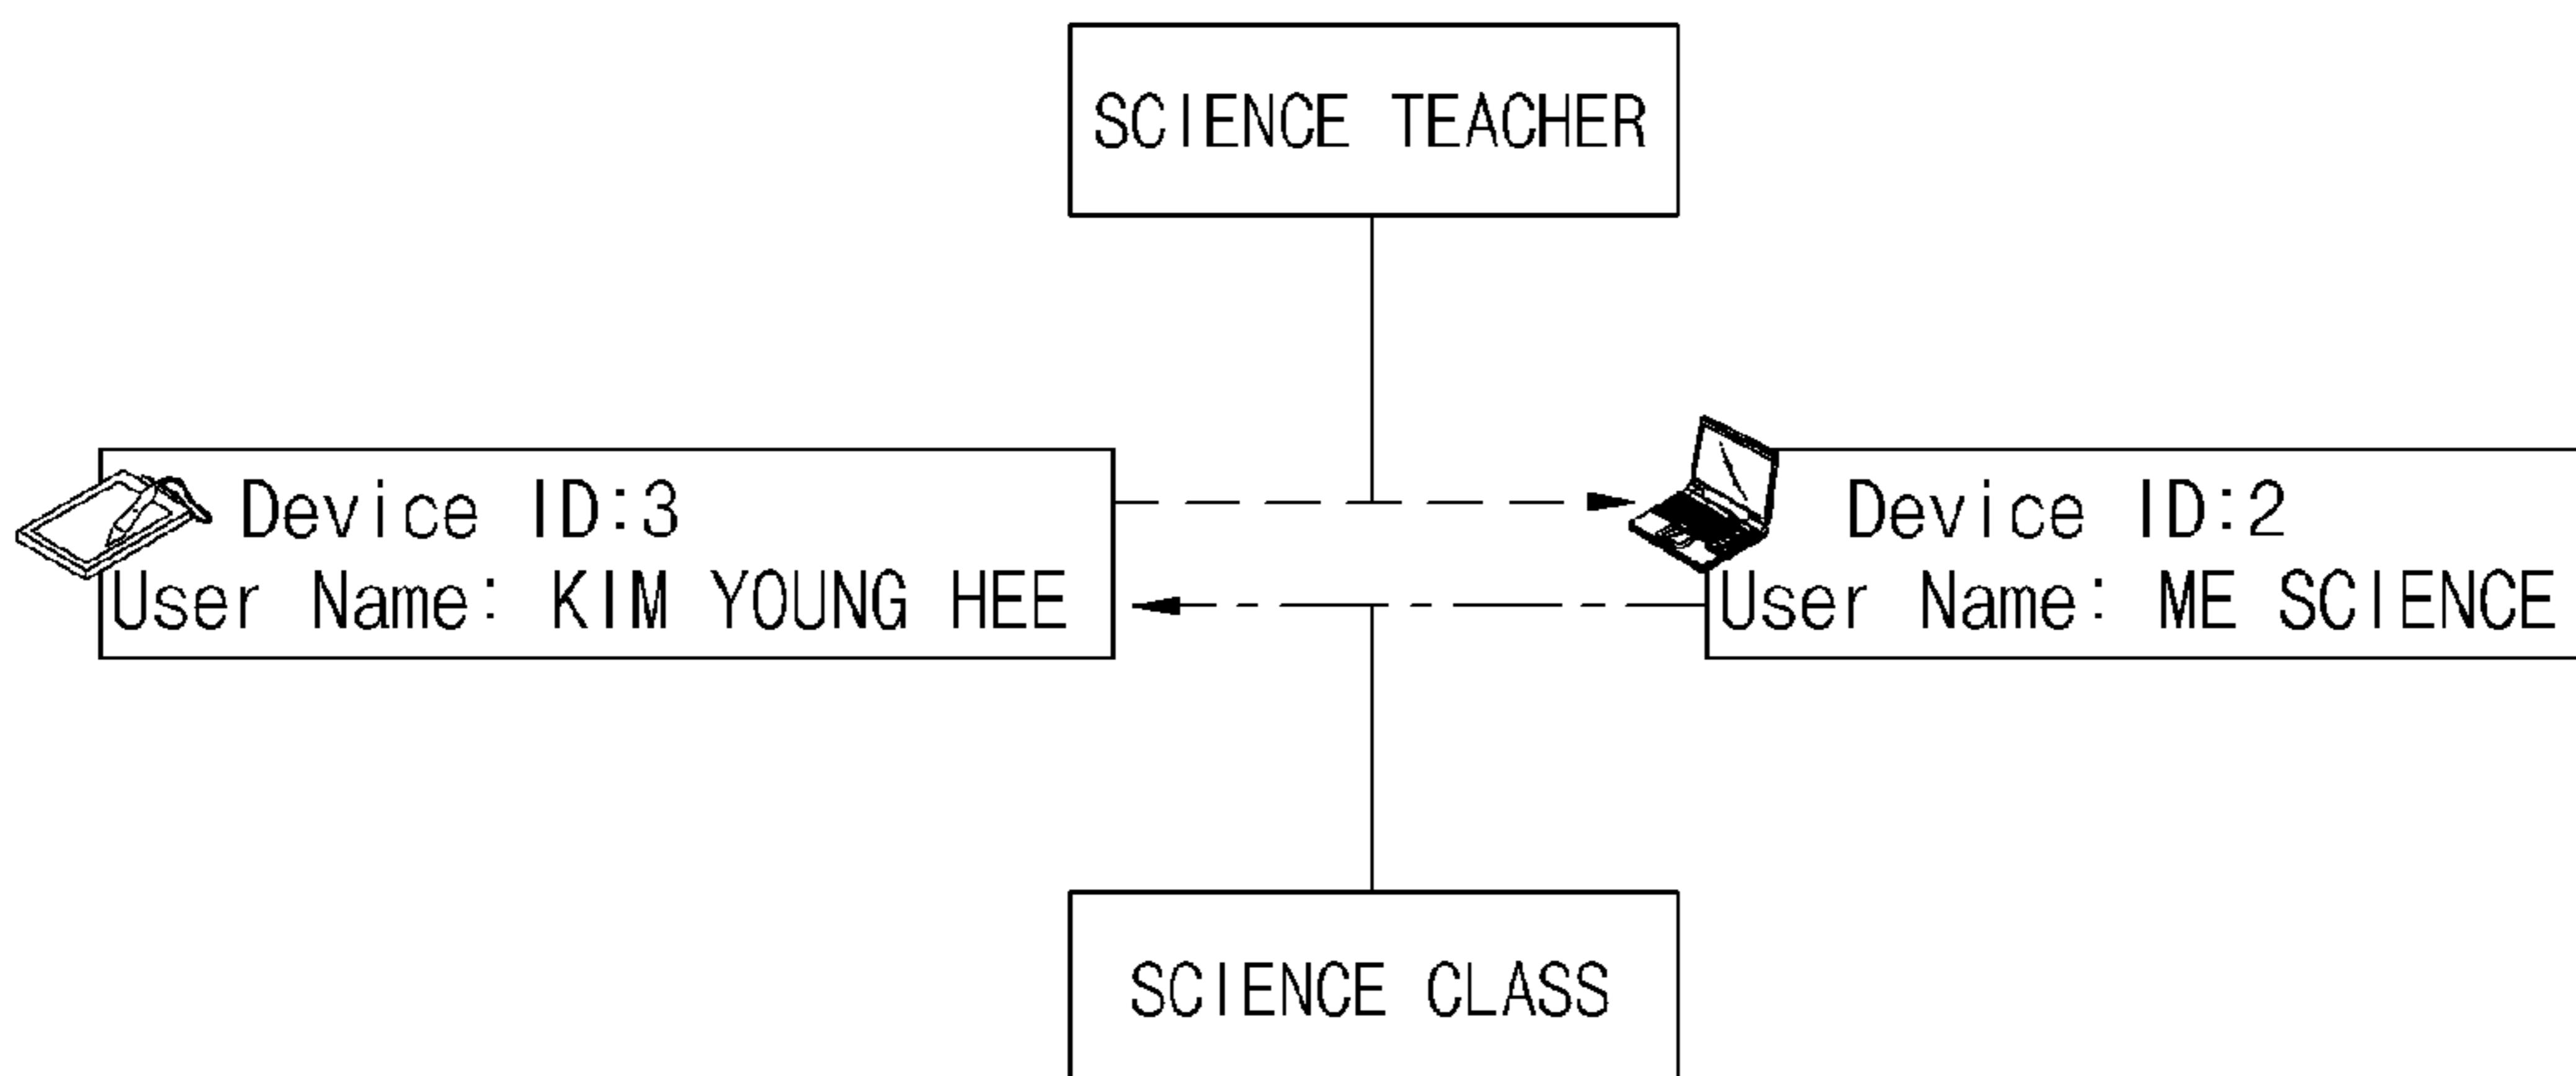 SCIENCE TEACHER
Device ID:3
User Name: KIM YOUNG HEE
Device ID:2
User Name: ME SCIENCE
SCIENCE CLASS